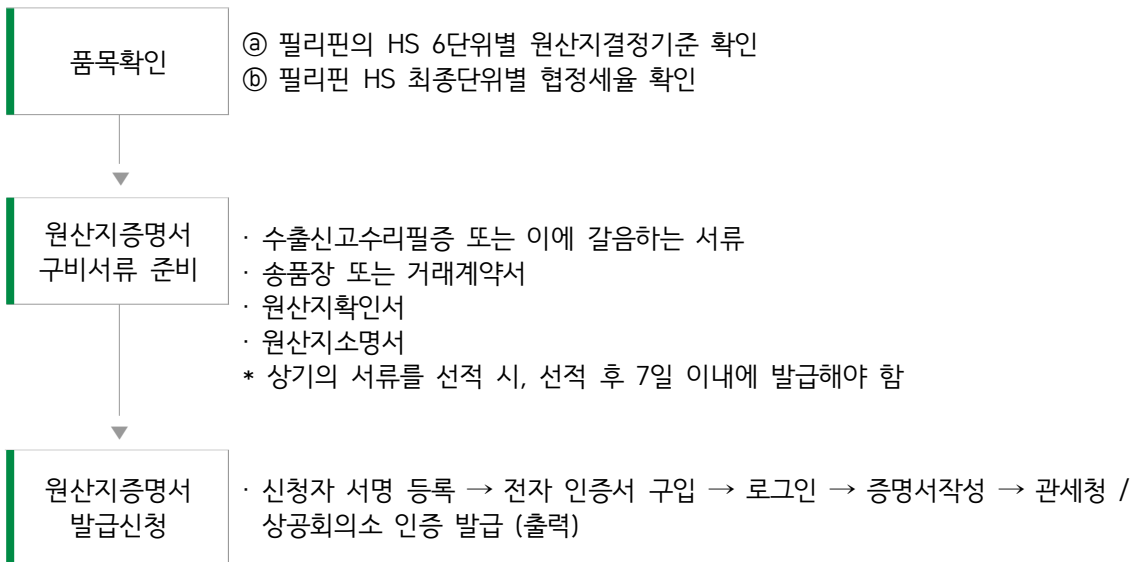 품목확인
ⓐ 필리핀의 HS 6단위별 원산지결정기준 확인
ⓑ 필리핀 HS 최종단위별 협정세율 확인
원산지증명서
구비서류 준비
· 수출신고수리필증 또는 이에 갈음하는 서류
· 송품장 또는 거래계약서
· 원산지확인서
· 원산지소명서
* 상기의 서류를 선적 시, 선적 후 7일 이내에 발급해야 함
원산지증명서
발급신청
· 신청자 서명 등록 → 전자 인증서 구입 → 로그인 → 증명서작성 → 관세청 /
상공회의소 인증 발급 (출력)